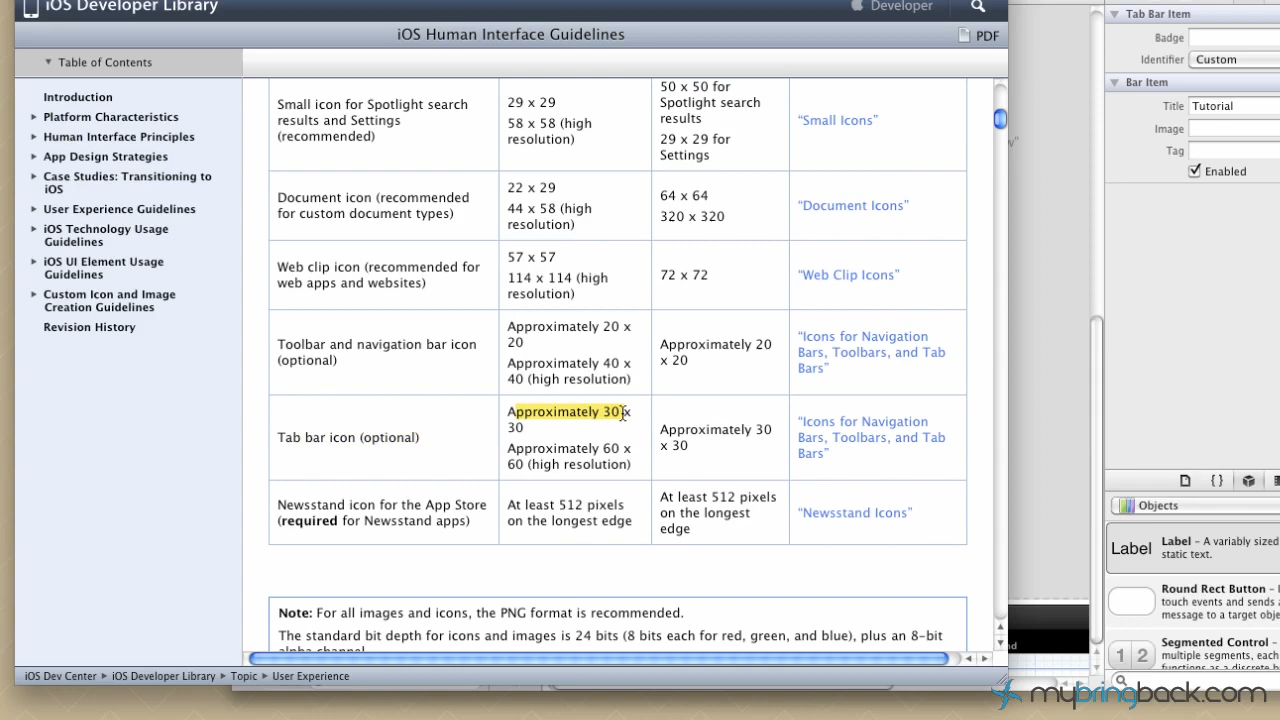 iOS Developer Library
Developer
iOS Human Interface Guidelines
PDF
Table of Contents
Introduction
Platform Characteristics
Human Interface Principles
App Design Strategies
Case Studies: Transitioning to
iOS
User Experience Guidelines
iOS Technology Usage
Guidelines
iOS UI Element Usage
Guidelines
Custom Icon and Image
Creation Guidelines
Revision History
Small icon for Spotlight search
results and Settings
(recommended)
29 x 29
58 x 58 (high
resolution)
50 x 50 for
Spotlight search
results
29 x 29 for
Settings
“Small Icons”
Document icon (recommended
for custom document types)
22 x 29
44 x 58 (high
resolution)
64 x 64
320 x 320
“Document Icons”
Web clip icon (recommended for
web apps and websites)
57 x 57
114 x 114 (high
resolution)
72 x 72
“Web Clip Icons”
Toolbar and navigation bar icon
(optional)
Approximately 20 x
20
Approximately 40 x
40 (high resolution)
Approximately 20
x 20
“Icons for Navigation
Bars, Toolbars, and Tab
Bars”
Tab bar icon (optional)
Approximately 30 x
30
Approximately 60 x
60 (high resolution)
Approximately 30
x 30
“Icons for Navigation
Bars, Toolbars, and Tab
Bars”
Newsstand icon for the App Store
(required for Newsstand apps)
At least 512 pixels
on the longest edge
At least 512 pixels
on the longest
edge
“Newsstand Icons”
Note: For all images and icons, the PNG format is recommended.
The standard bit depth for icons and images is 24 bits (8 bits each for red, green, and blue), plus an 8-bit
alpha channel.
iOS Dev Center
iOS Developer Library
Topic
User Experience
Tab Bar Item
Badge
Identifier Custom
Bar Item
Title Tutorial
Image
Tag
Enabled
{ }
Objects
Label
Label – A variably sized
static text.
Round Rect Button –
touch events and sends a
message to a target obje
1 2
Segmented Control –
multiple segments, each
functions as a discrete b
mybringback.com